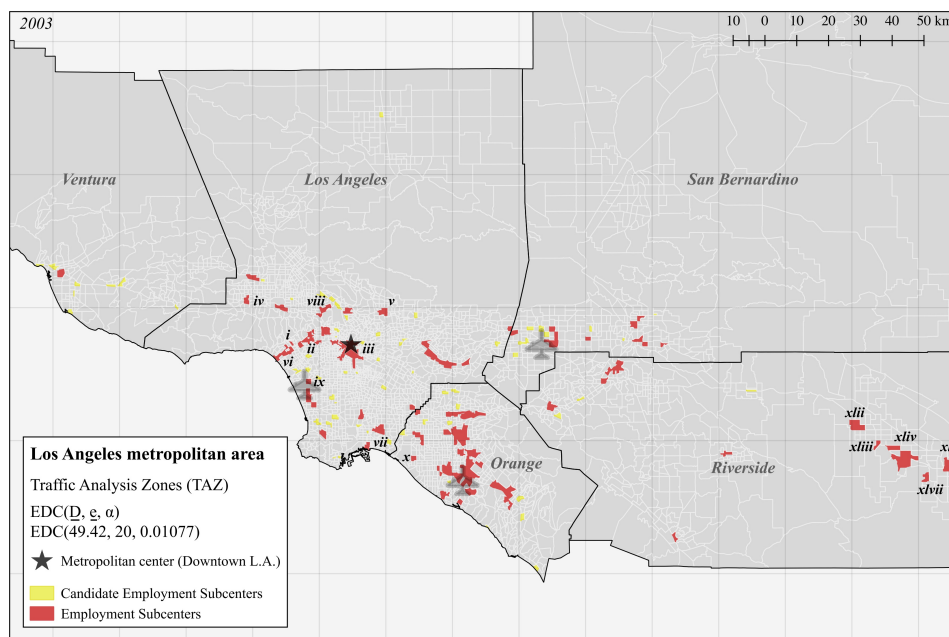 2003
10 0 10 20 30 40 50 km
Ventura
Los Angeles
San Bernardino
iv
viii
v
i
ii
iii
vi
ix
vii
x
Orange
Riverside
xlii
xliii
xliv
xlvii
Los Angeles metropolitan area
Traffic Analysis Zones (TAZ)
EDC(D, e, α)
EDC(49.42, 20, 0.01077)
Metropolitan center (Downtown L.A.)
Candidate Employment Subcenters
Employment Subcenters